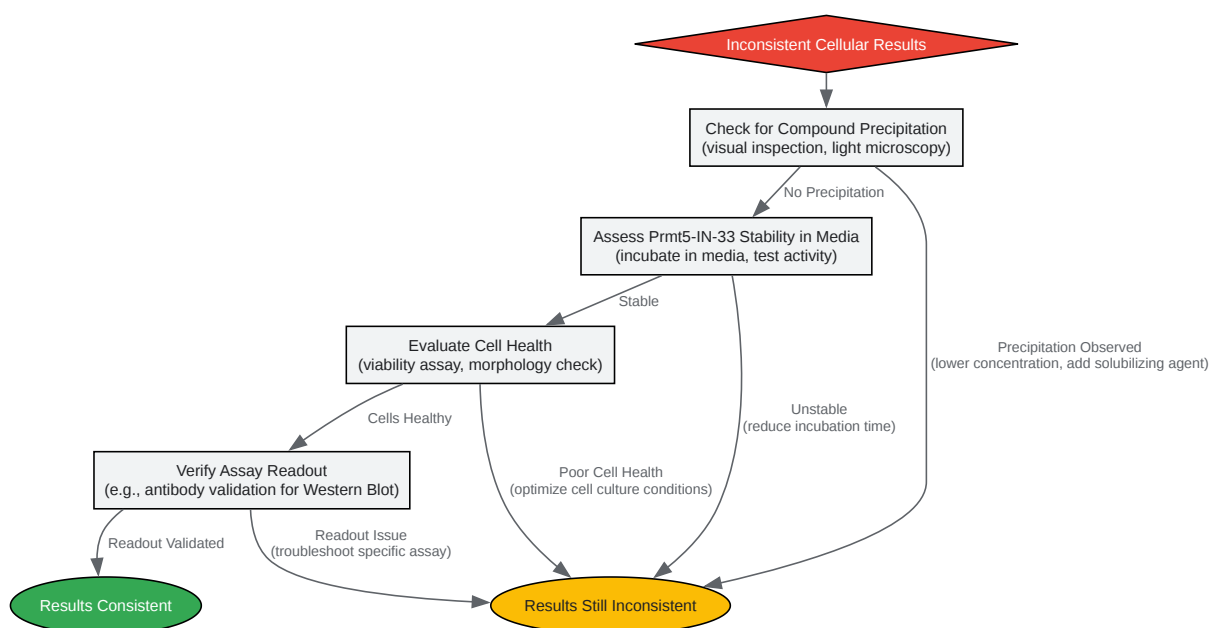 Inconsistent Cellular Results
Check for Compound Precipitation
(visual inspection, light microscopy)
No Precipitation
Assess Prmt5-IN-33 Stability in Media
(incubate in media, test activity)
Stable
Evaluate Cell Health
(viability assay, morphology check)
Precipitation Observed
(lower concentration, add solubilizing agent)
Cells Healthy
Unstable
(reduce incubation time)
Verify Assay Readout
(e.g., antibody validation for Western Blot)
Poor Cell Health
(optimize cell culture conditions)
Readout Validated
Readout Issue
(troubleshoot specific assay)
Results Consistent
Results Still Inconsistent